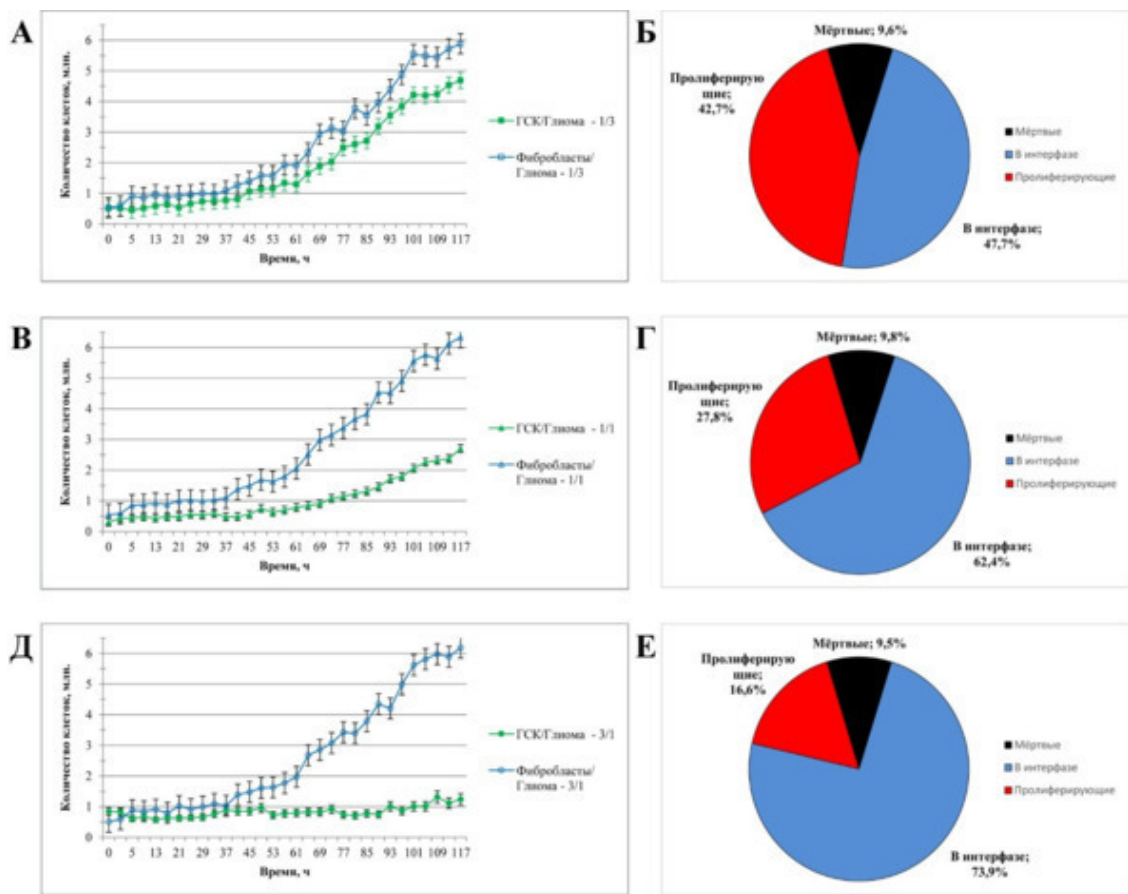 А
Количество клеток, млн.
6
5
4
3
2
1
0
0 5 13 21 29 37 45 53 61 69 77 85 93 101 109 117
Время, ч
ГСК/Глиома - 1/3
Фибробласты/
Глиома - 1/3
Б
Мёртвые; 9,6%
Пролиферирую
щие;
42,7%
В интерфазе;
47,7%
Мёртвые
В интерфазе
Пролиферирующие
В
Количество клеток, млн.
6
5
4
3
2
1
0
0 5 13 21 29 37 45 53 61 69 77 85 93 101 109 117
Время, ч
ГСК/Глиома - 1/1
Фибробласты/
Глиома - 1/1
Г
Мёртвые; 9,8%
Пролиферирую
щие;
27,8%
В интерфазе;
62,4%
Мёртвые
В интерфазе
Пролиферирующие
Д
Количество клеток, млн.
6
5
4
3
2
1
0
0 5 13 21 29 37 45 53 61 69 77 85 93 101 109 117
Время, ч
ГСК/Глиома - 3/1
Фибробласты/
Глиома - 3/1
Е
Мёртвые; 9,5%
Пролиферирую
щие;
16,6%
В интерфазе;
73,9%
Мёртвые
В интерфазе
Пролиферирующие